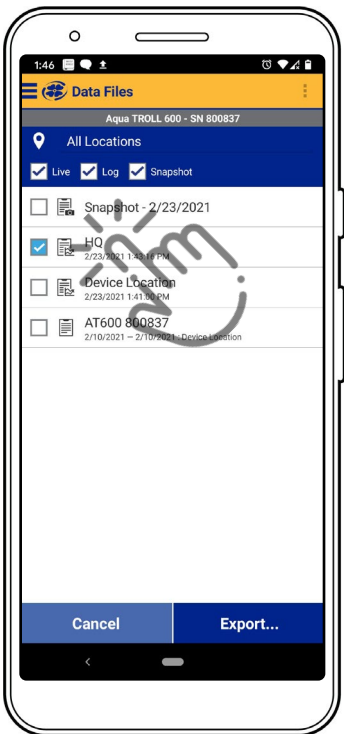 1:46
Data Files
Aqua TROLL 600 - SN 800837
All Locations
Live Log Snapshot
Snapshot - 2/23/2021
HQ
2/23/2021 1:43:16 PM
Device Location
2/23/2021 1:41:00 PM
AT600 800837
2/10/2021 – 2/10/2021 : Device Location
Cancel Export...